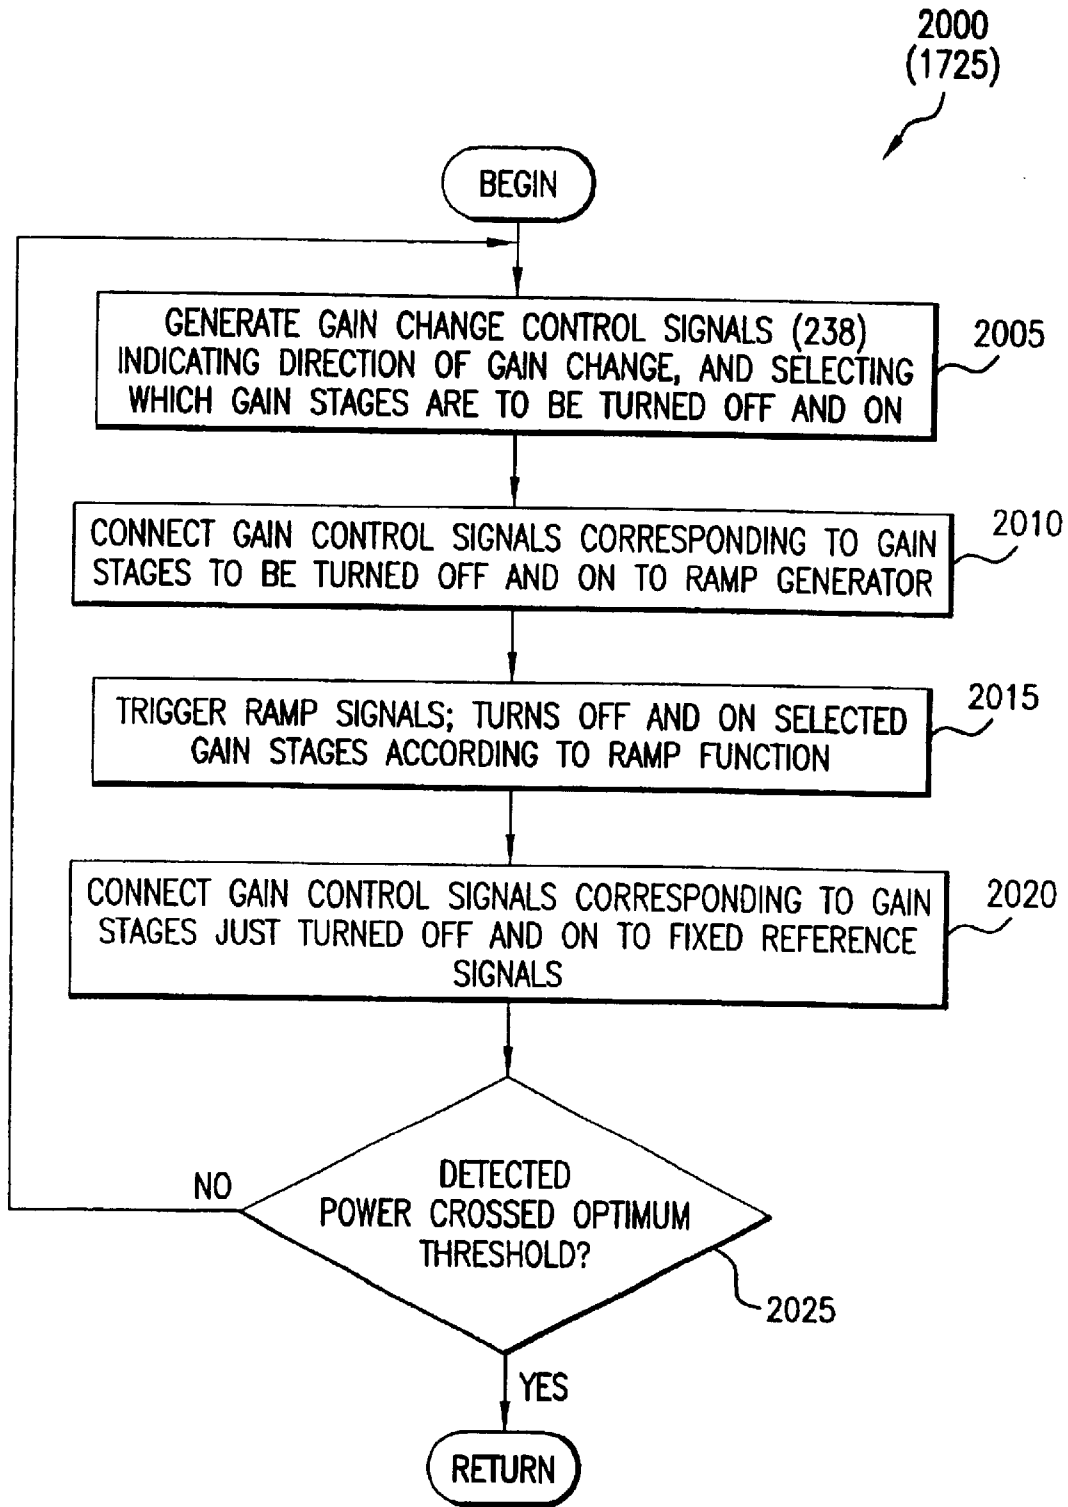 2000
(1725)
BEGIN
GENERATE GAIN CHANGE CONTROL SIGNALS (238)
INDICATING DIRECTION OF GAIN CHANGE, AND SELECTING
WHICH GAIN STAGES ARE TO BE TURNED OFF AND ON
2005
CONNECT GAIN CONTROL SIGNALS CORRESPONDING TO GAIN
STAGES TO BE TURNED OFF AND ON TO RAMP GENERATOR
2010
TRIGGER RAMP SIGNALS; TURNS OFF AND ON SELECTED
GAIN STAGES ACCORDING TO RAMP FUNCTION
2015
CONNECT GAIN CONTROL SIGNALS CORRESPONDING TO GAIN
STAGES JUST TURNED OFF AND ON TO FIXED REFERENCE
SIGNALS
2020
NO
DETECTED
POWER CROSSED OPTIMUM
THRESHOLD?
2025
YES
RETURN